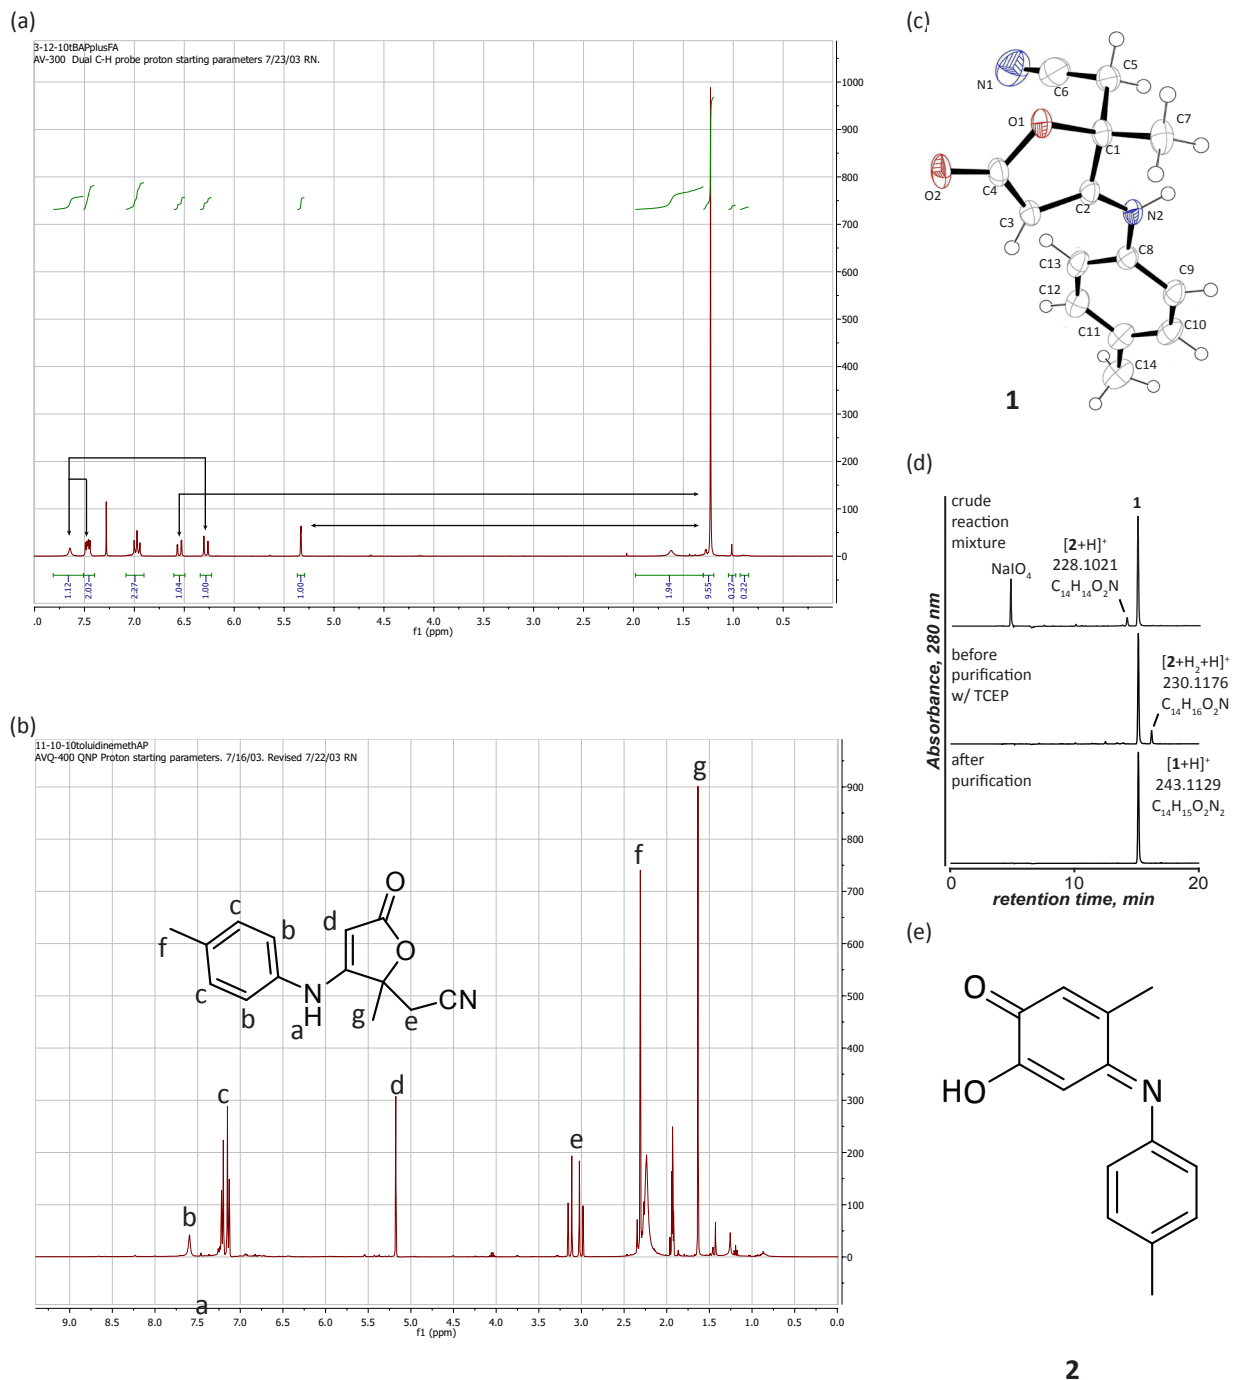 (a)
3-12-10tBAPplusFA
AV-300 Dual C-H probe proton starting parameters 7/23/03 RN.
1000
900
800
700
600
500
400
300
200
100
0
1.12
2.02
2.27
1.04
1.00
1.00
1.94
9.55
0.37
0.22
.0 7.5 7.0 6.5 6.0 5.5 5.0 4.5 4.0 3.5 3.0 2.5 2.0 1.5 1.0 0.5
f1 (ppm)
(b)
11-10-10toluidinemethAP
AVQ-400 QNP Proton starting parameters. 7/16/03. Revised 7/22/03 RN
900
800
700
600
500
400
300
200
100
0
g
f
c
d
e
b
a
O
c
b
d
f
O
c
b
N
H
a
g
e
CN
9.0 8.5 8.0 7.5 7.0 6.5 6.0 5.5 5.0 4.5 4.0 3.5 3.0 2.5 2.0 1.5 1.0 0.5 0.0
f1 (ppm)
(c)
C5
N1
C6
C7
O1
C1
O2
C4
C2
C3
N2
C8
C13
C9
C12
C10
C11
C14
1
(d)
crude
reaction
mixture
NaIO4
[2+H]+
228.1021
C14H14O2N
1
before
purification
w/ TCEP
[2+H2+H]+
230.1176
C14H16O2N
after
purification
[1+H]+
243.1129
C14H15O2N2
Absorbance, 280 nm
0 10 20
retention time, min
(e)
O
HO
N
2